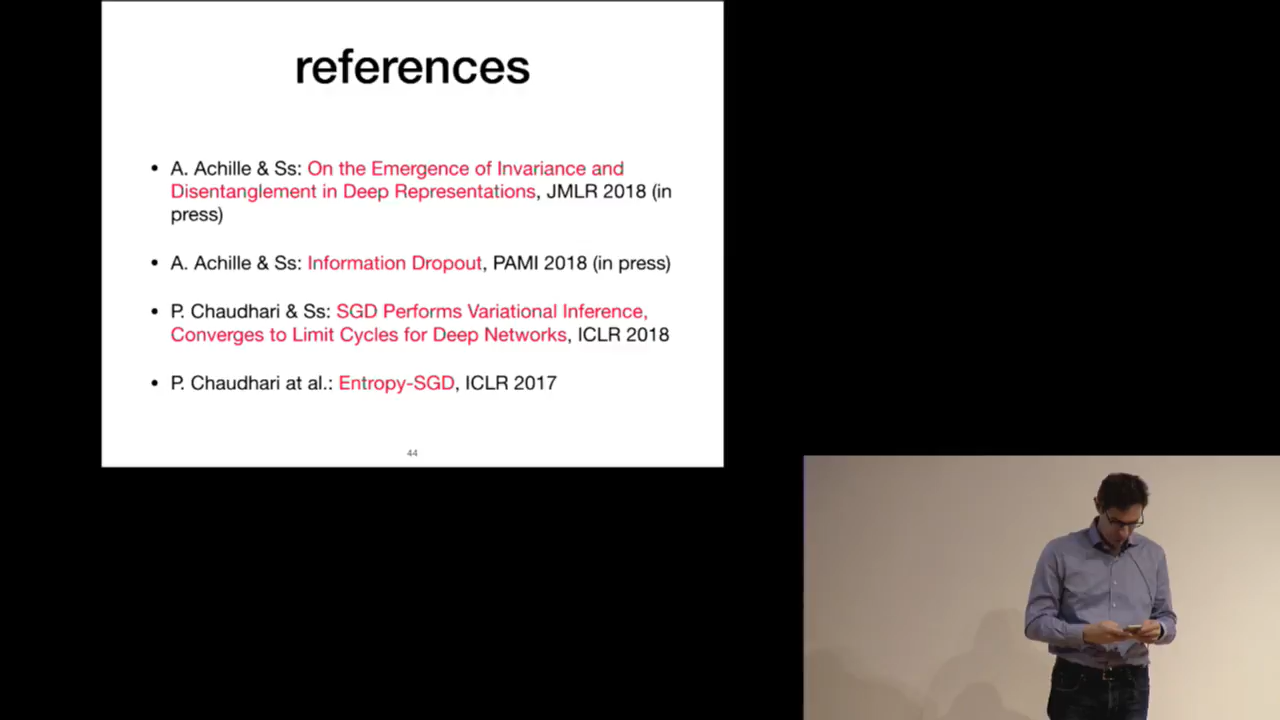 references
• A. Achille & Ss: On the Emergence of Invariance and
Disentanglement in Deep Representations, JMLR 2018 (in
press)
• A. Achille & Ss: Information Dropout, PAMI 2018 (in press)
• P. Chaudhari & Ss: SGD Performs Variational Inference,
Converges to Limit Cycles for Deep Networks, ICLR 2018
• P. Chaudhari at al.: Entropy-SGD, ICLR 2017
44